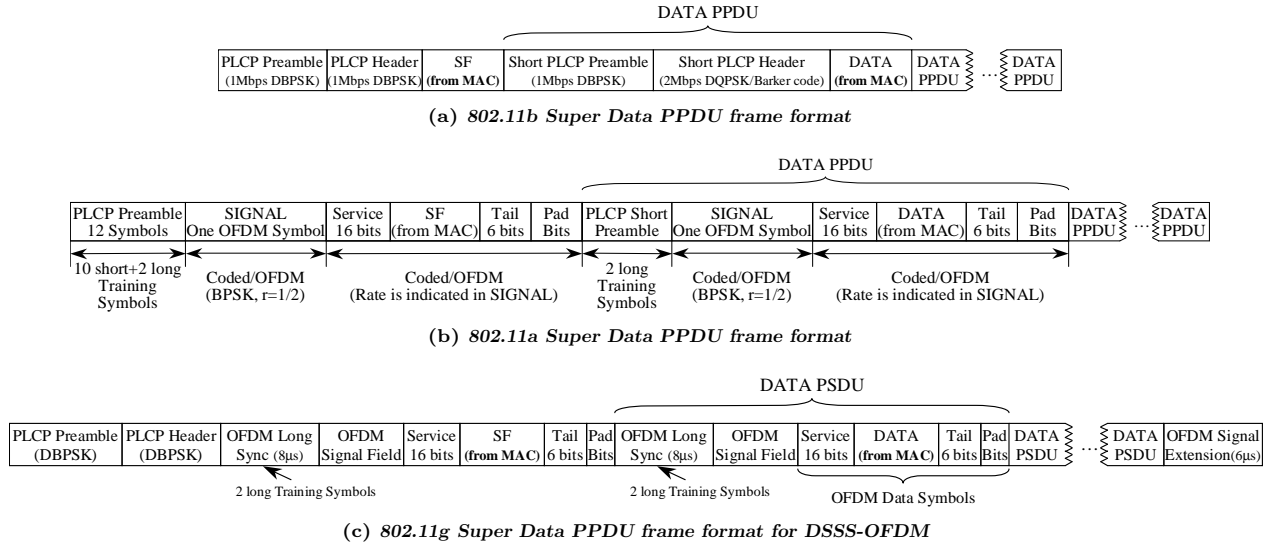 DATA PPDU
PLCP Preamble PLCP Header SF Short PLCP Preamble Short PLCP Header DATA DATA DATA
(1Mbps DBPSK) (1Mbps DBPSK) (from MAC) (1Mbps DBPSK) (2Mbps DQPSK/Barker code) (from MAC) PPDU ... PPDU
(a) 802.11b Super Data PPDU frame format
DATA PPDU
PLCP Preamble SIGNAL Service SF Tail Pad PLCP Short SIGNAL Service DATA Tail Pad DATA DATA
12 Symbols One OFDM Symbol 16 bits (from MAC) 6 bits Bits Preamble One OFDM Symbol 16 bits (from MAC) 6 bits Bits PPDU ... PPDU
10 short+2 long Coded/OFDM Coded/OFDM 2 long Coded/OFDM Coded/OFDM
Training (BPSK, r=1/2) (Rate is indicated in SIGNAL) Training (BPSK, r=1/2) (Rate is indicated in SIGNAL)
Symbols Symbols
(b) 802.11a Super Data PPDU frame format
DATA PSDU
PLCP Preamble PLCP Header OFDM Long OFDM Service SF Tail Pad OFDM Long OFDM Service DATA Tail Pad DATA DATA OFDM Signal
(DBPSK) (DBPSK) Sync (8μs) Signal Field 16 bits (from MAC) 6 bits Bits Sync (8μs) Signal Field 16 bits (from MAC) 6 bits Bits PSDU ... PSDU Extension(6μs)
2 long Training Symbols 2 long Training Symbols OFDM Data Symbols
(c) 802.11g Super Data PPDU frame format for DSSS-OFDM